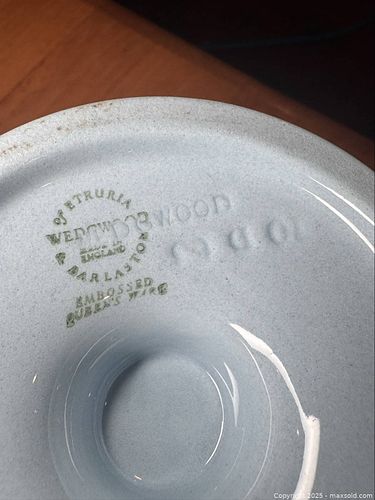 of ETRURIA
WEDGWOOD
MADE IN
ENGLAND
& BARLASTON
EMBOSSED
QUEEN'S WARE
WEDGWOOD
Copyright © 2025 - maxsold.com